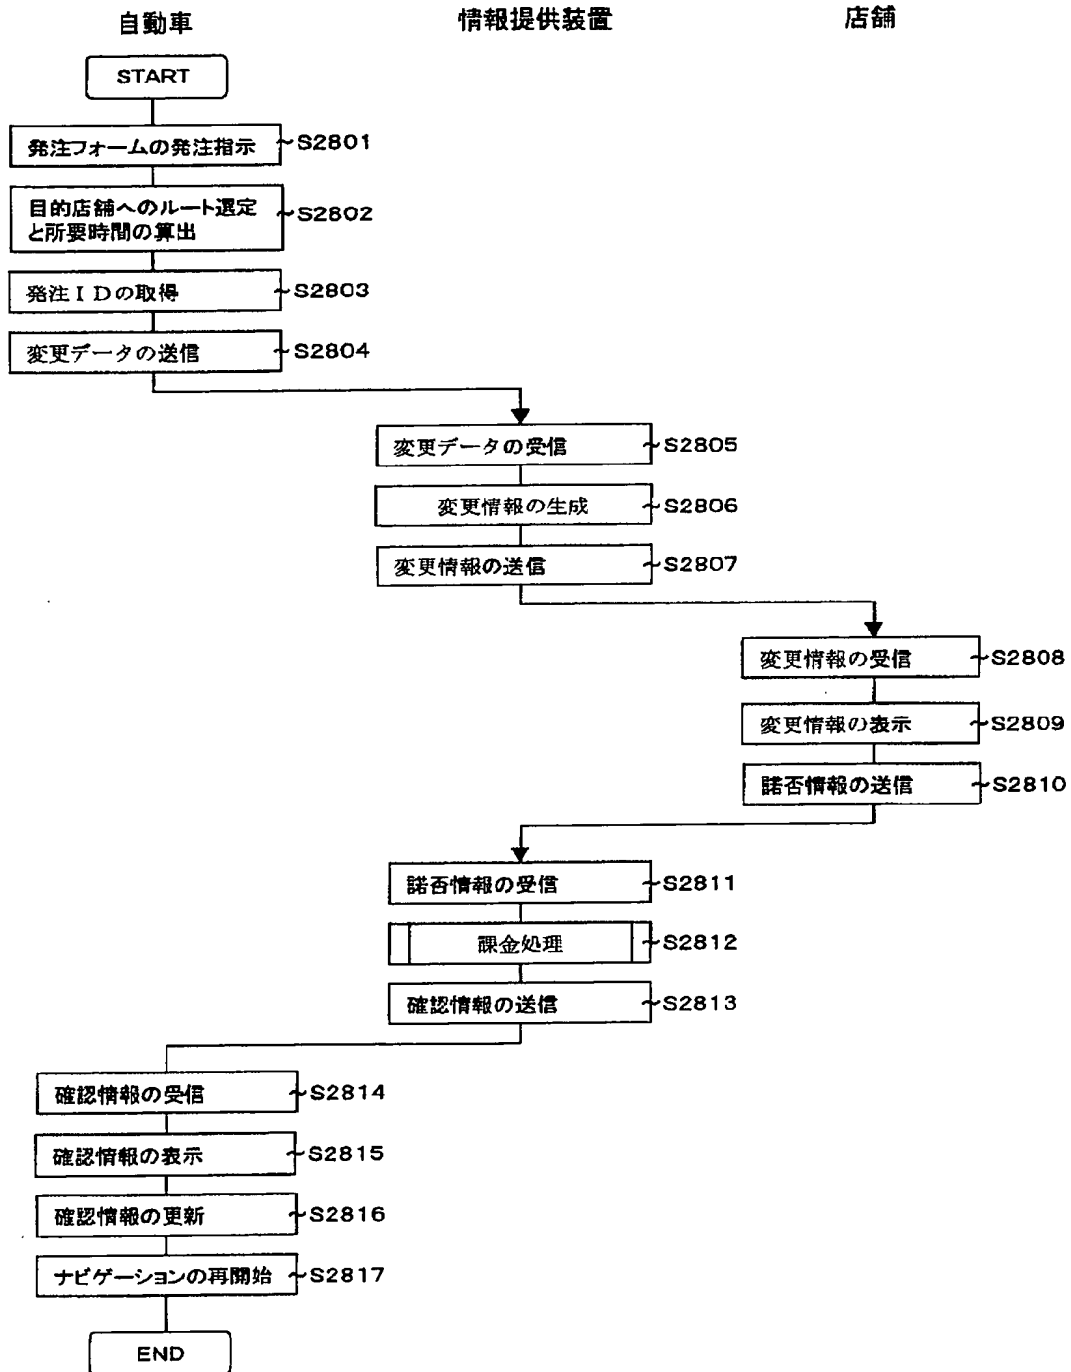 自動車
情報提供装置
店舗
START
発注フォームの発注指示
~S2801
目的店舗へのルート選定
と所要時間の算出
~S2802
発注IDの取得
~S2803
変更データの送信
~S2804
変更データの受信
~S2805
変更情報の生成
~S2806
変更情報の送信
~S2807
変更情報の受信
~S2808
変更情報の表示
~S2809
諾否情報の送信
~S2810
諾否情報の受信
~S2811
課金処理
~S2812
確認情報の送信
~S2813
確認情報の受信
~S2814
確認情報の表示
~S2815
確認情報の更新
~S2816
ナビゲーションの再開始
~S2817
END